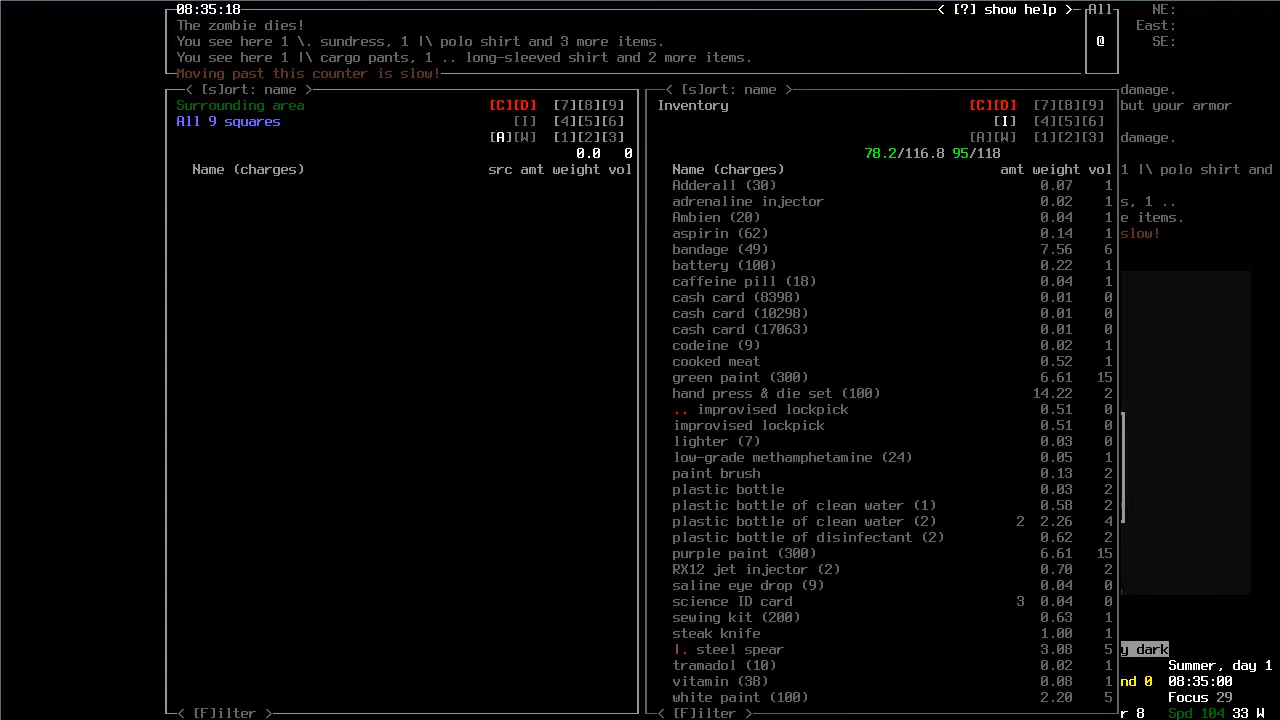 08:35:18 < [?] show help > All NE:
The zombie dies! East:
You see here 1 \. sundress, 1 |\ polo shirt and 3 more items. @ SE:
You see here 1 |\ cargo pants, 1 .. long-sleeved shirt and 2 more items.
Moving past this counter is slow!
< [s]ort: name > < [s]ort: name > damage.
Surrounding area [C][D] [7][8][9] Inventory [C][D] [7][8][9] but your armor
All 9 squares [I] [4][5][6] [I] [4][5][6]
[A][W] [1][2][3] [A][W] [1][2][3] damage.
0.0 0 78.2/116.8 95/118
Name (charges) src amt weight vol Name (charges) amt weight vol 1 |\ polo shirt and
Adderall (30) 0.07 1
adrenaline injector 0.02 1 s, 1 ..
Ambien (20) 0.04 1 e items.
aspirin (62) 0.14 1 slow!
bandage (49) 7.56 6
battery (100) 0.22 1
caffeine pill (18) 0.04 1
cash card (8398) 0.01 0
cash card (10298) 0.01 0
cash card (17063) 0.01 0
codeine (9) 0.02 1
cooked meat 0.52 1
green paint (300) 6.61 15
hand press & die set (100) 14.22 2
.. improvised lockpick 0.51 0
improvised lockpick 0.51 0
lighter (7) 0.03 0
low-grade methamphetamine (24) 0.05 1
paint brush 0.13 2
plastic bottle 0.03 2
plastic bottle of clean water (1) 0.58 2
plastic bottle of clean water (2) 2 2.26 4
plastic bottle of disinfectant (2) 0.62 2
purple paint (300) 6.61 15
RX12 jet injector (2) 0.70 2
saline eye drop (9) 0.04 0
science ID card 3 0.04 0
sewing kit (200) 0.63 1
steak knife 1.00 1
|. steel spear 3.08 5 y dark
tramadol (10) 0.02 1 Summer, day 1
vitamin (38) 0.08 1 nd 0 08:35:00
white paint (100) 2.20 5 Focus 29
< [F]ilter > < [F]ilter > r 8 Spd 104 33 W